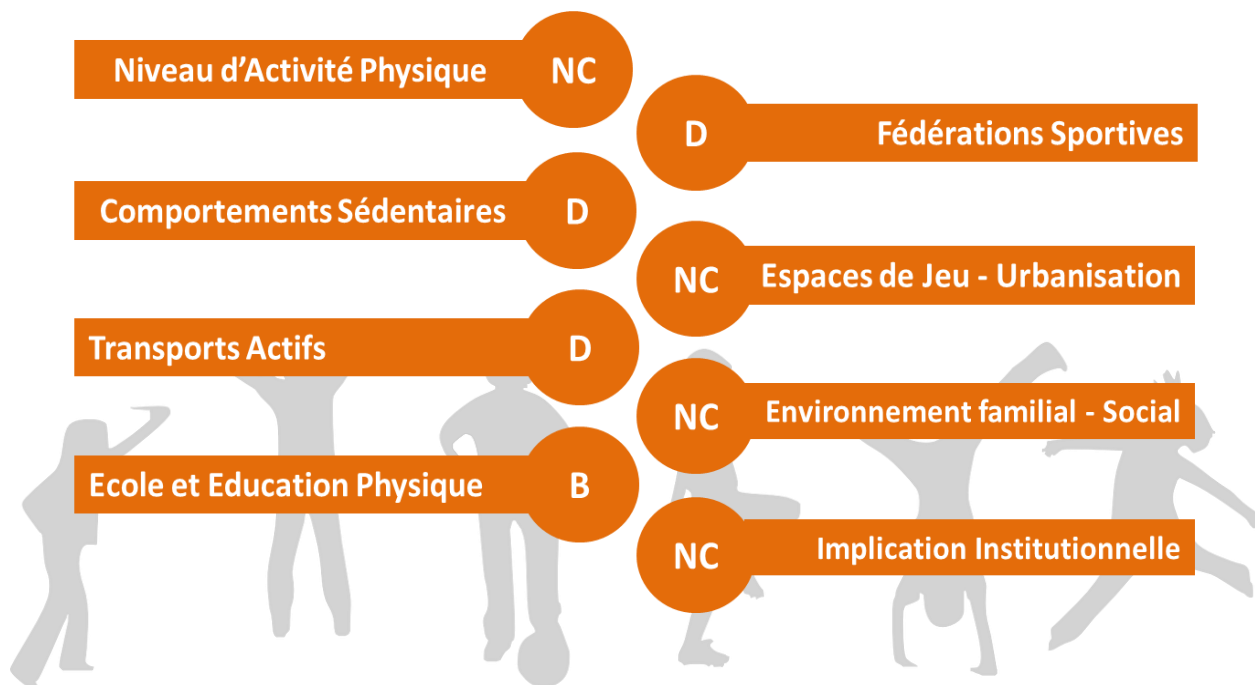 Niveau d'Activité Physique NC
D Fédérations Sportives
Comportements Sédentaires D
NC Espaces de Jeu - Urbanisation
Transports Actifs D
NC Environnement familial - Social
Ecole et Education Physique B
NC Implication Institutionnelle